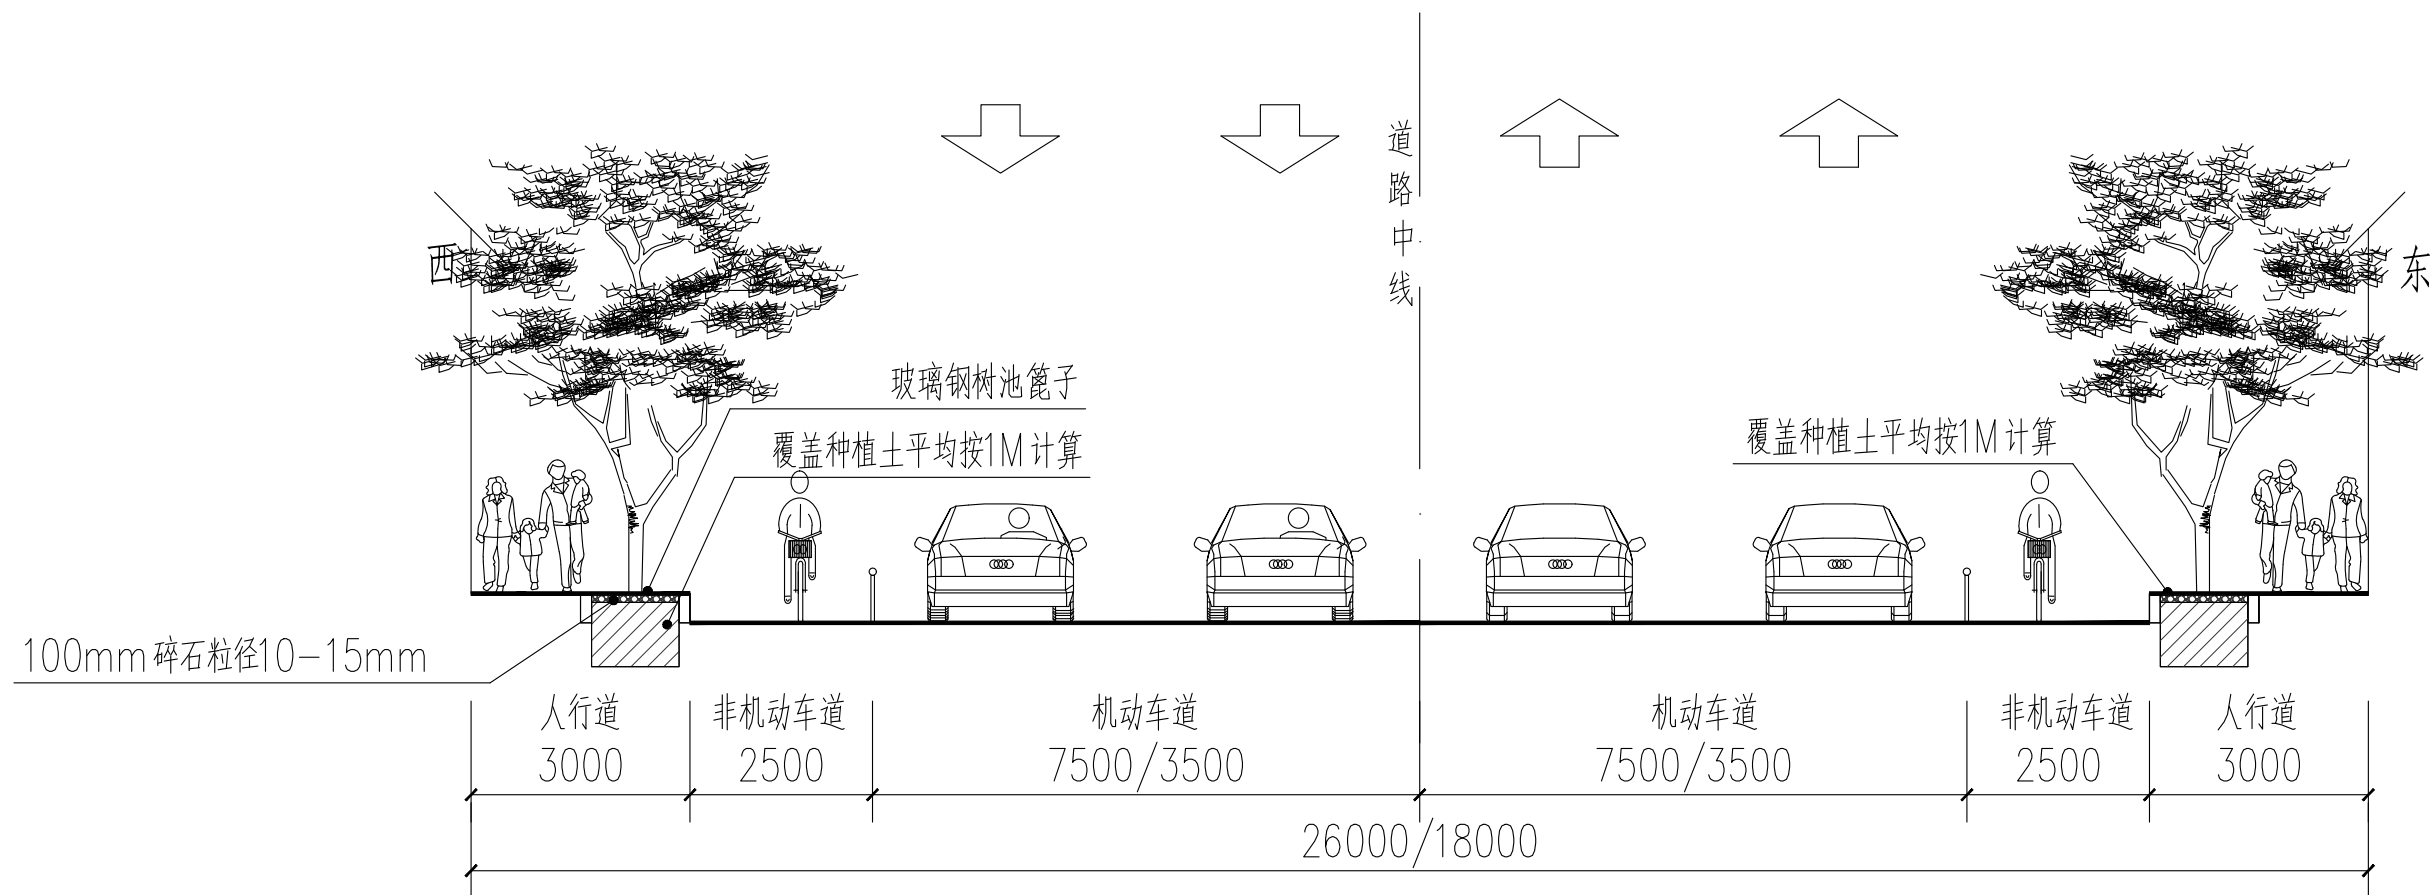 道路中线
西
东
玻璃钢树池篦子
覆盖种植土平均按1M计算
覆盖种植土平均按1M计算
100mm碎石粒径10-15mm
人行道 非机动车道 机动车道 机动车道 非机动车道 人行道
3000 2500 7500/3500 7500/3500 2500 3000
26000/18000